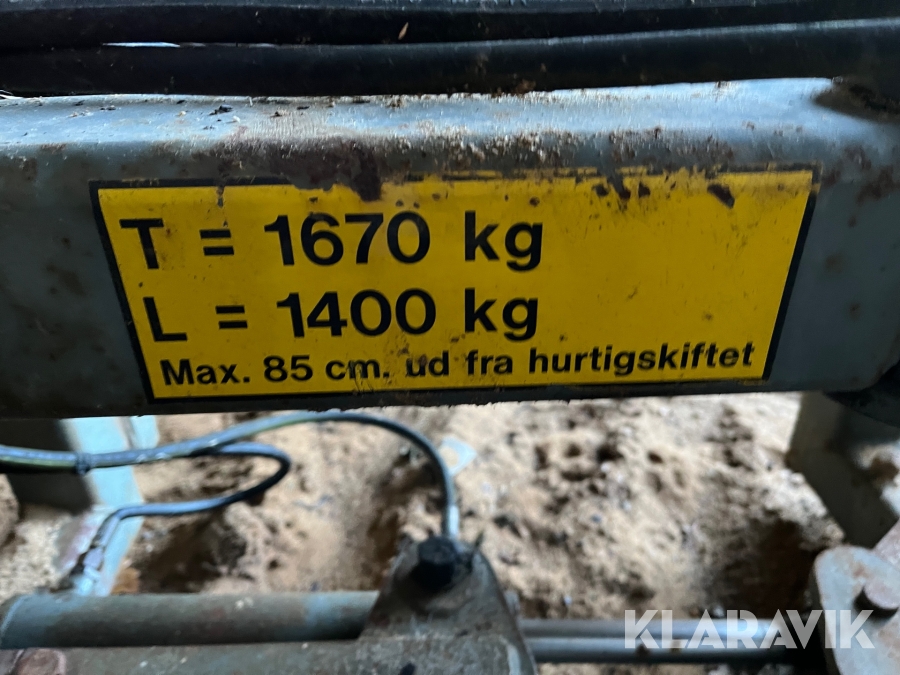 T = 1670 kg
L = 1400 kg
Max. 85 cm. ud fra hurtigskiftet
KLARAVIK